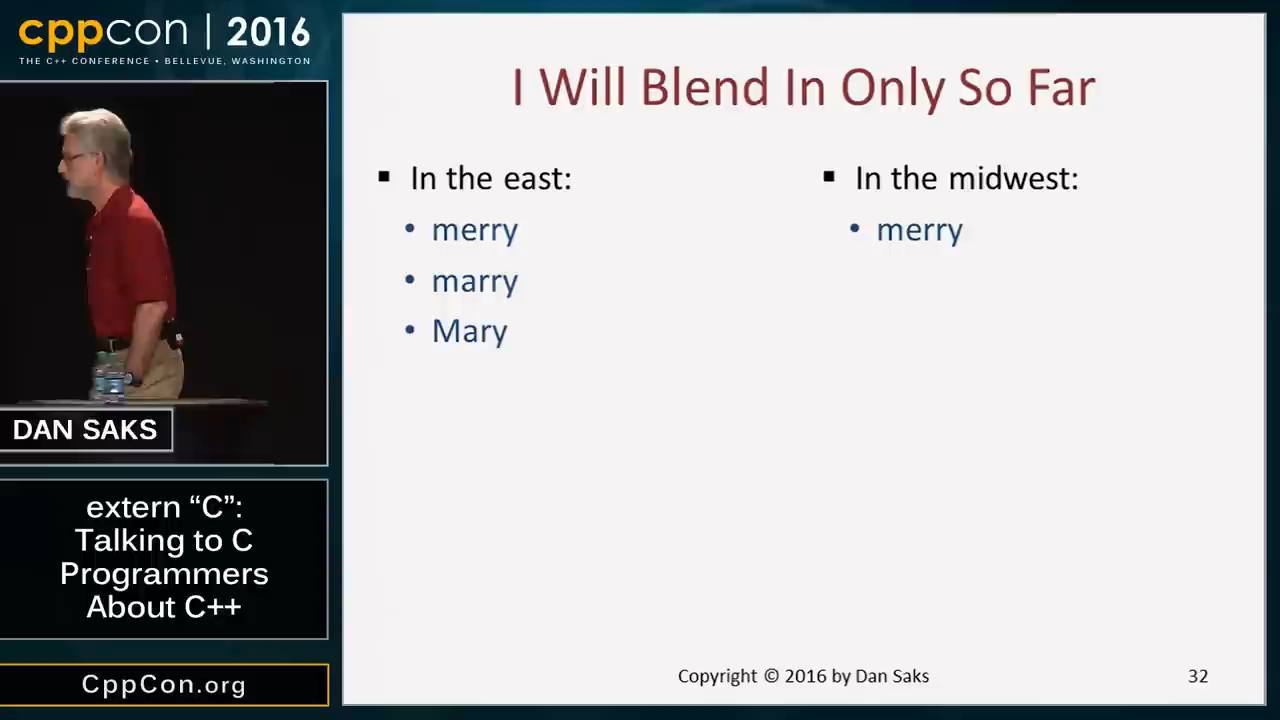 cppcon | 2016
THE C++ CONFERENCE • BELLEVUE, WASHINGTON
DAN SAKS
extern “C”:
Talking to C
Programmers
About C++
CppCon.org
I Will Blend In Only So Far
▪ In the east:
• merry
• marry
• Mary
▪ In the midwest:
• merry
Copyright © 2016 by Dan Saks
32